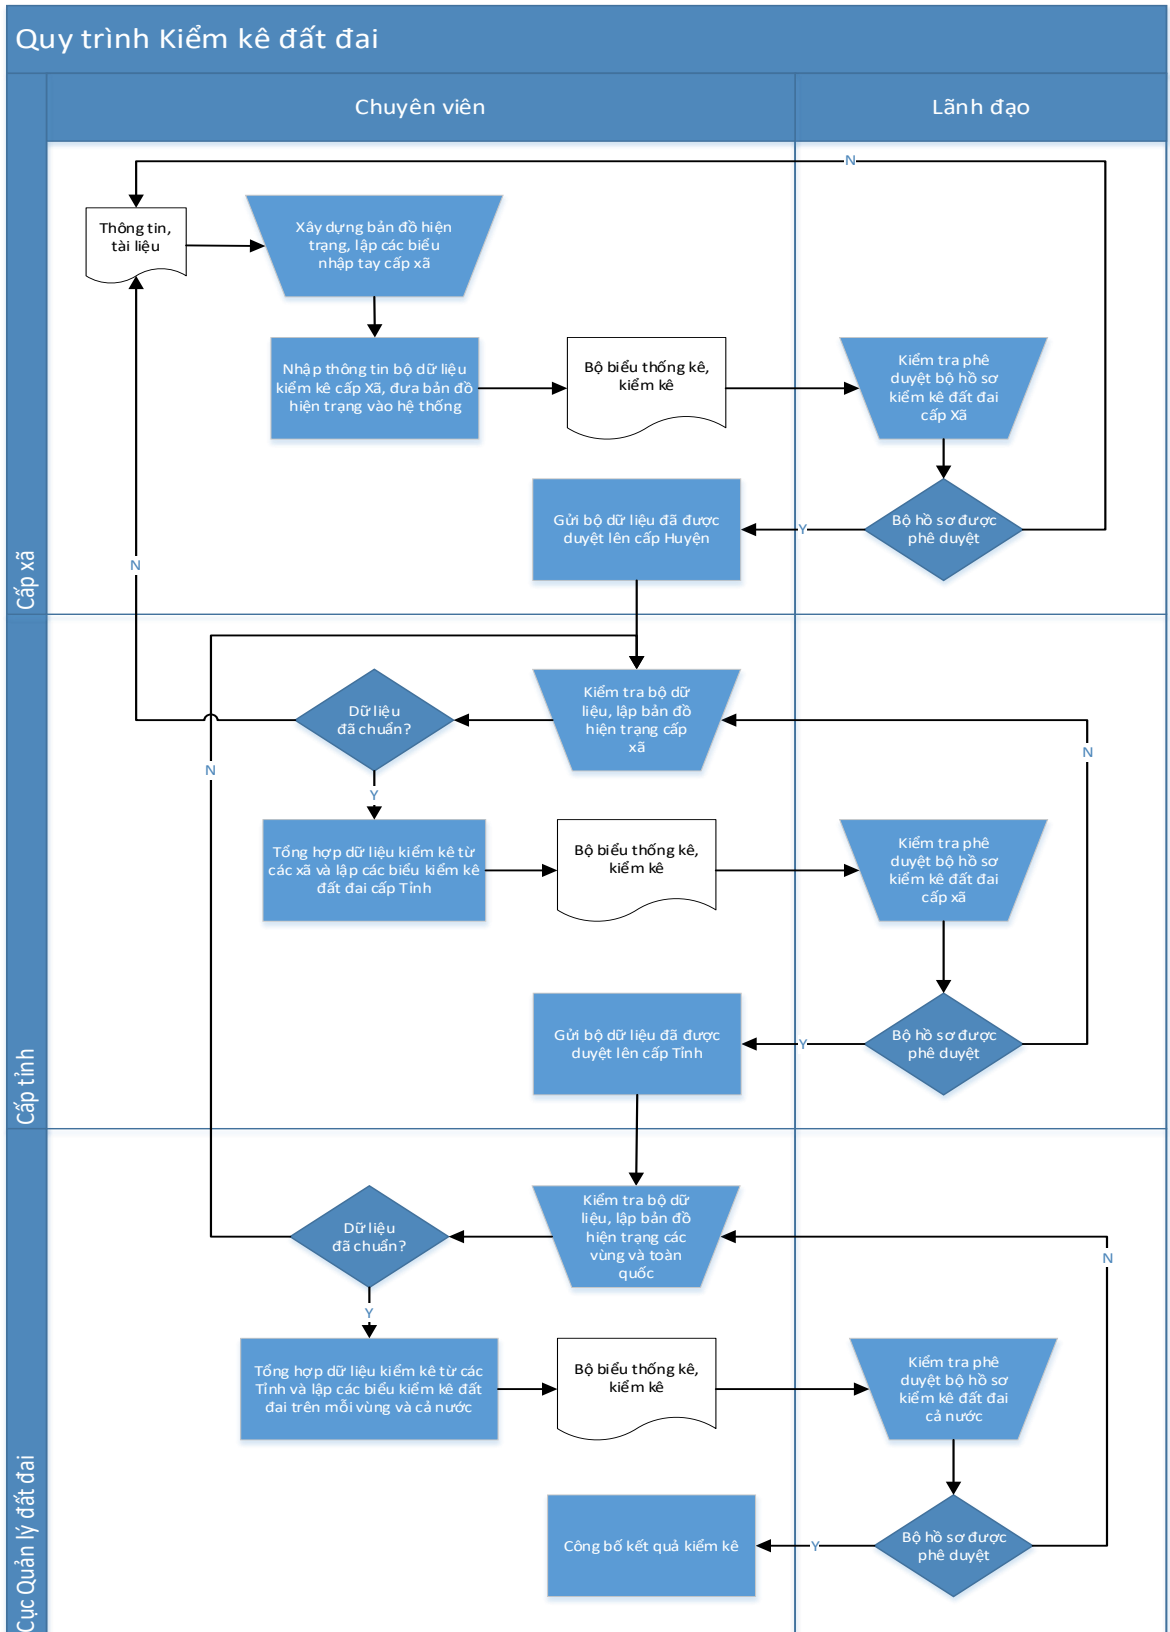 Quy trình Kiểm kê đất đai
Chuyên viên
Lãnh đạo
Cấp xã
N
Thông tin,
tài liệu
Xây dựng bản đồ hiện
trạng, lập các biểu
nhập tay cấp xã
Nhập thông tin bộ dữ liệu
kiểm kê cấp Xã, đưa bản đồ
hiện trạng vào hệ thống
Bộ biểu thống kê,
kiểm kê
Kiểm tra phê
duyệt bộ hồ sơ
kiểm kê đất đai
cấp Xã
Gửi bộ dữ liệu đã được
duyệt lên cấp Huyện
Y
Bộ hồ sơ được
phê duyệt
N
Cấp tỉnh
Dữ liệu
đã chuẩn?
Kiểm tra bộ dữ
liệu, lập bản đồ
hiện trạng cấp
xã
N
N
Y
Tổng hợp dữ liệu kiểm kê từ
các xã và lập các biểu kiểm kê
đất đai cấp Tỉnh
Bộ biểu thống kê,
kiểm kê
Kiểm tra phê
duyệt bộ hồ sơ
kiểm kê đất đai
cấp xã
Gửi bộ dữ liệu đã được
duyệt lên cấp Tỉnh
Y
Bộ hồ sơ được
phê duyệt
Cục Quản lý đất đai
Dữ liệu
đã chuẩn?
Kiểm tra bộ dữ
liệu, lập bản đồ
hiện trạng các
vùng và toàn
quốc
N
Y
Tổng hợp dữ liệu kiểm kê từ các
Tỉnh và lập các biểu kiểm kê đất
đai trên mỗi vùng và cả nước
Bộ biểu thống kê,
kiểm kê
Kiểm tra phê
duyệt bộ hồ sơ
kiểm kê đất đai
cả nước
Công bố kết quả kiểm kê
Y
Bộ hồ sơ được
phê duyệt